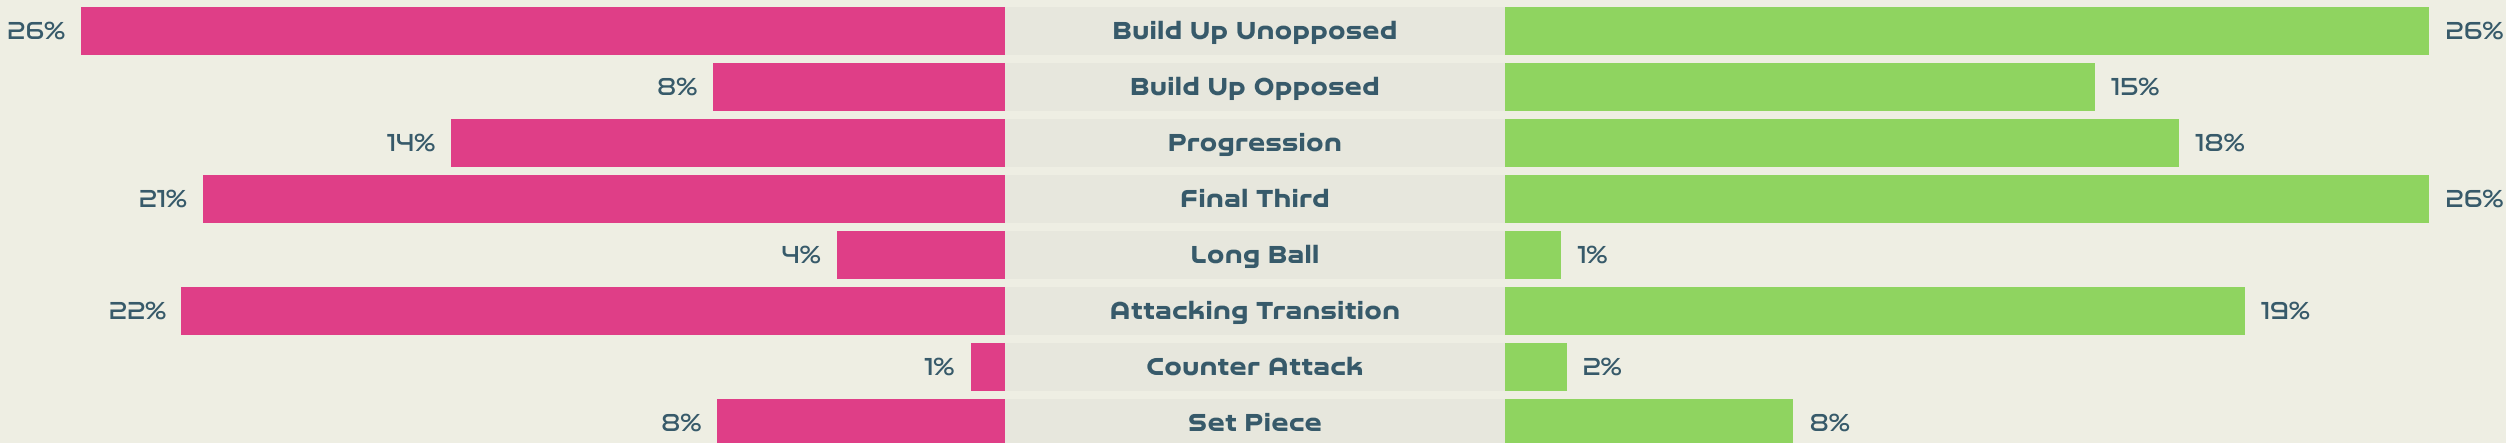 26% Build Up Unopposed 26%
8% Build Up Opposed 15%
14% Progression 18%
21% Final Third 26%
4% Long Ball 1%
22% Attacking Transition 19%
1% Counter Attack 2%
8% Set Piece 8%